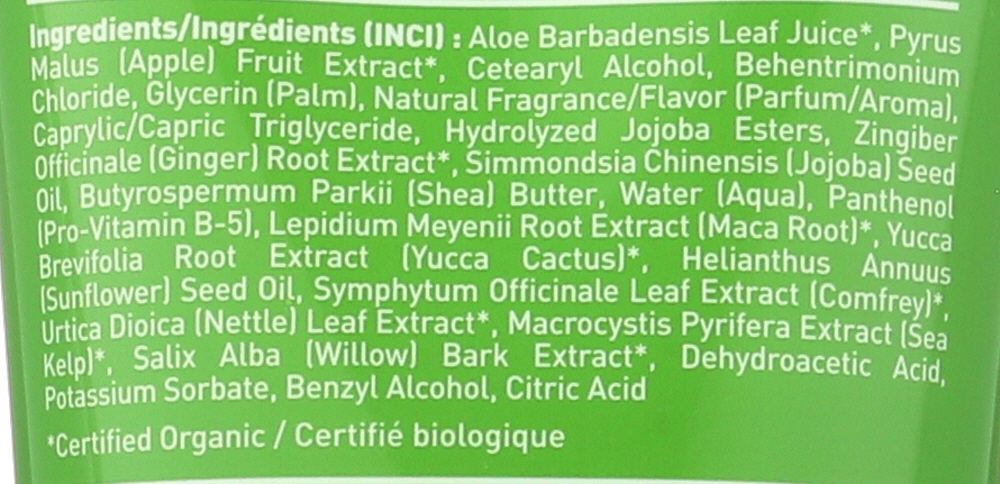 Ingredients/Ingrédients (INCI) : Aloe Barbadensis Leaf Juice*, Pyrus
Malus (Apple) Fruit Extract*, Cetearyl Alcohol, Behentrimonium
Chloride, Glycerin (Palm), Natural Fragrance/Flavor (Parfum/Aroma),
Caprylic/Capric Triglyceride, Hydrolyzed Jojoba Esters, Zingiber
Officinale (Ginger) Root Extract*, Simmondsia Chinensis (Jojoba) Seed
Oil, Butyrospermum Parkii (Shea) Butter, Water (Aqua), Panthenol
(Pro-Vitamin B-5), Lepidium Meyenii Root Extract (Maca Root)*, Yucca
Brevifolia Root Extract (Yucca Cactus)*, Helianthus Annuus
(Sunflower) Seed Oil, Symphytum Officinale Leaf Extract (Comfrey)*,
Urtica Dioica (Nettle) Leaf Extract*, Macrocystis Pyrifera Extract (Sea
Kelp)*, Salix Alba (Willow) Bark Extract*, Dehydroacetic Acid,
Potassium Sorbate, Benzyl Alcohol, Citric Acid
*Certified Organic / Certifié biologique